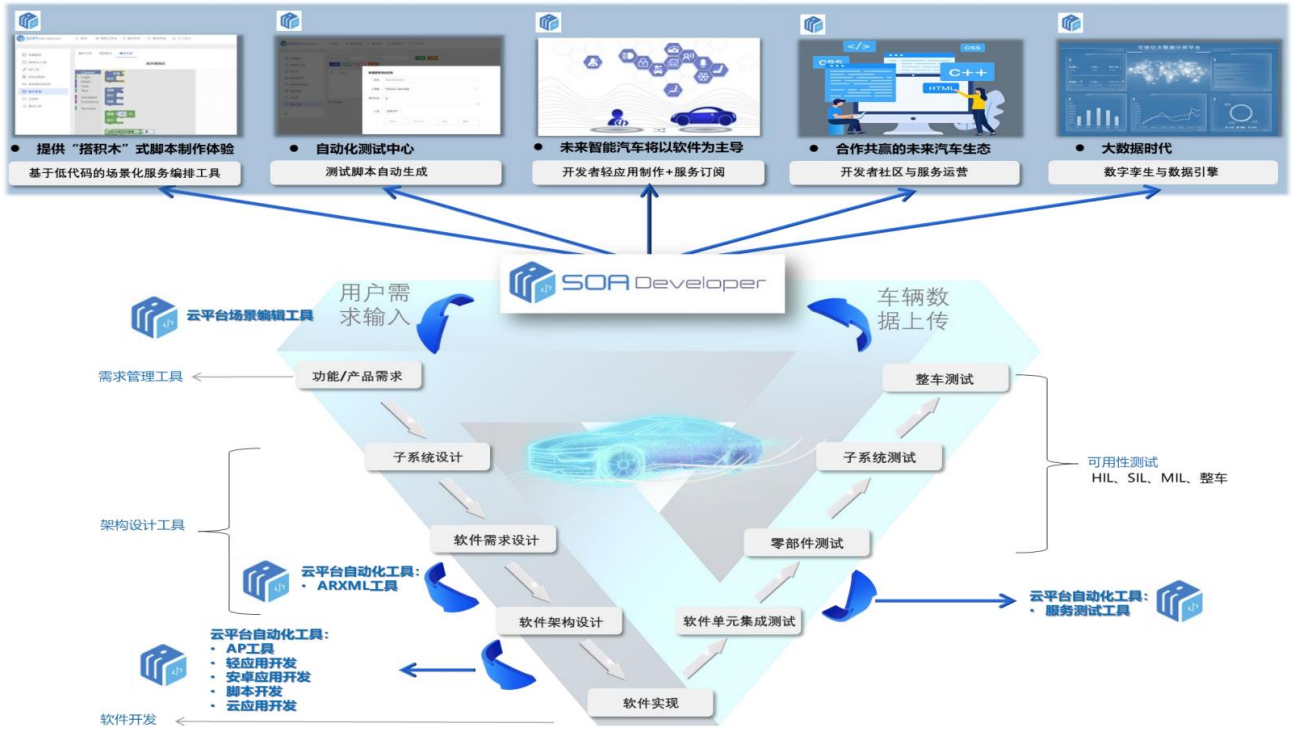 大数据分析平台
</>
CSS
CSS
C++
HTML
● 提供“搭积木”式脚本制作体验
基于低代码的场景化服务编排工具
● 自动化测试中心
测试脚本自动生成
● 未来智能汽车将以软件为主导
开发者轻应用制作+服务订阅
● 合作共赢的未来汽车生态
开发者社区与服务运营
● 大数据时代
数字孪生与数据引擎
SOA Developer
用户需
求输入
车辆数
据上传
云平台场景编辑工具
需求管理工具
功能/产品需求
整车测试
子系统设计
子系统测试
可用性测试
HIL、SIL、MIL、整车
架构设计工具
软件需求设计
零部件测试
云平台自动化工具：
· ARXML工具
云平台自动化工具：
· 服务测试工具
软件架构设计
软件单元集成测试
云平台自动化工具：
· AP工具
· 轻应用开发
· 安卓应用开发
· 脚本开发
· 云应用开发
软件实现
软件开发